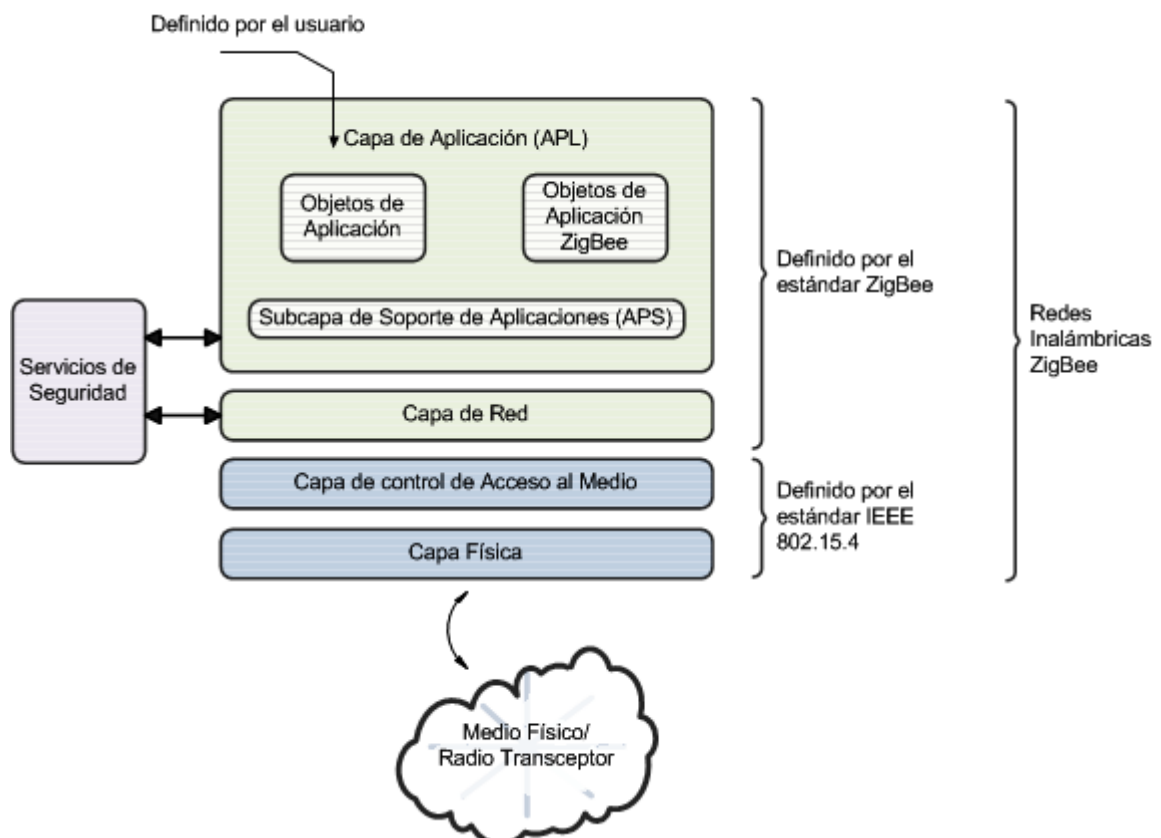 Definido por el usuario
Capa de Aplicación (APL)
Objetos de
Aplicación
Objetos de
Aplicación
ZigBee
Subcapa de Soporte de Aplicaciones (APS)
Servicios de
Seguridad
Capa de Red
Capa de control de Acceso al Medio
Capa Física
Definido por el
estándar ZigBee
Definido por el
estándar IEEE
802.15.4
Redes
Inalámbricas
ZigBee
Medio Físico/
Radio Transceptor